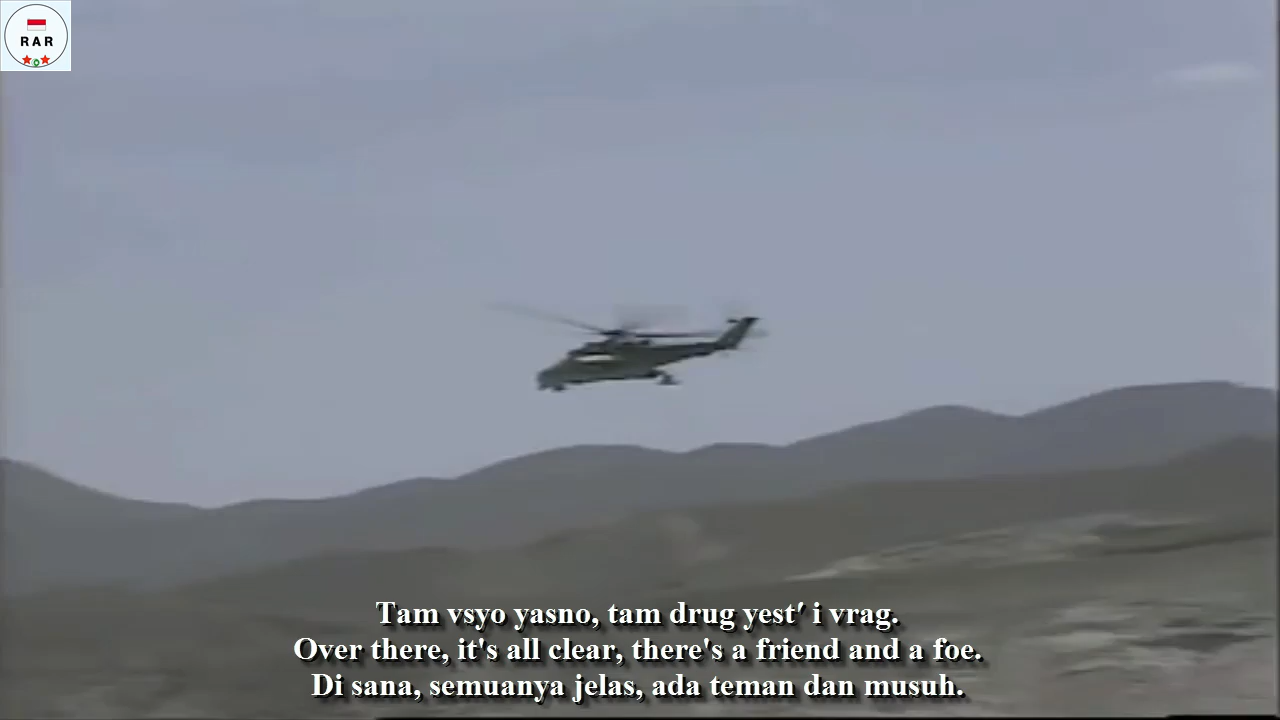 RAR
Tam vsyo yasno, tam drug yest′ i vrag.
Over there, it's all clear, there's a friend and a foe.
Di sana, semuanya jelas, ada teman dan musuh.